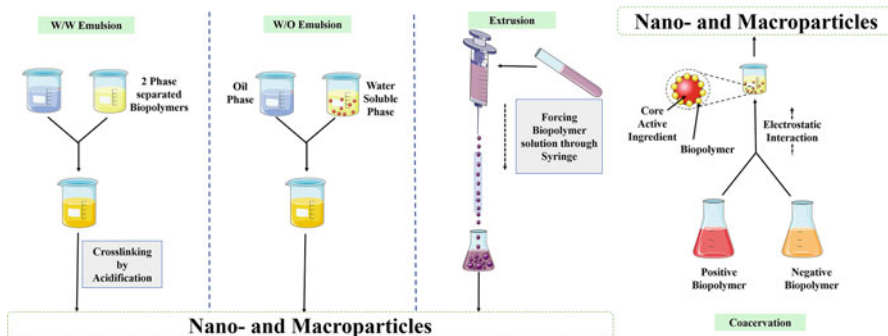 W/W Emulsion
2 Phase
separated
Biopolymers
Crosslinking
by
Acidification
W/O Emulsion
Oil
Phase
Water
Soluble
Phase
Extrusion
Forcing
Biopolymer
solution through
Syringe
Nano- and Macroparticles
Nano- and Macroparticles
Core
Active
Ingredient
Biopolymer
Electrostatic
Interaction
Positive
Biopolymer
Negative
Biopolymer
Coacervation